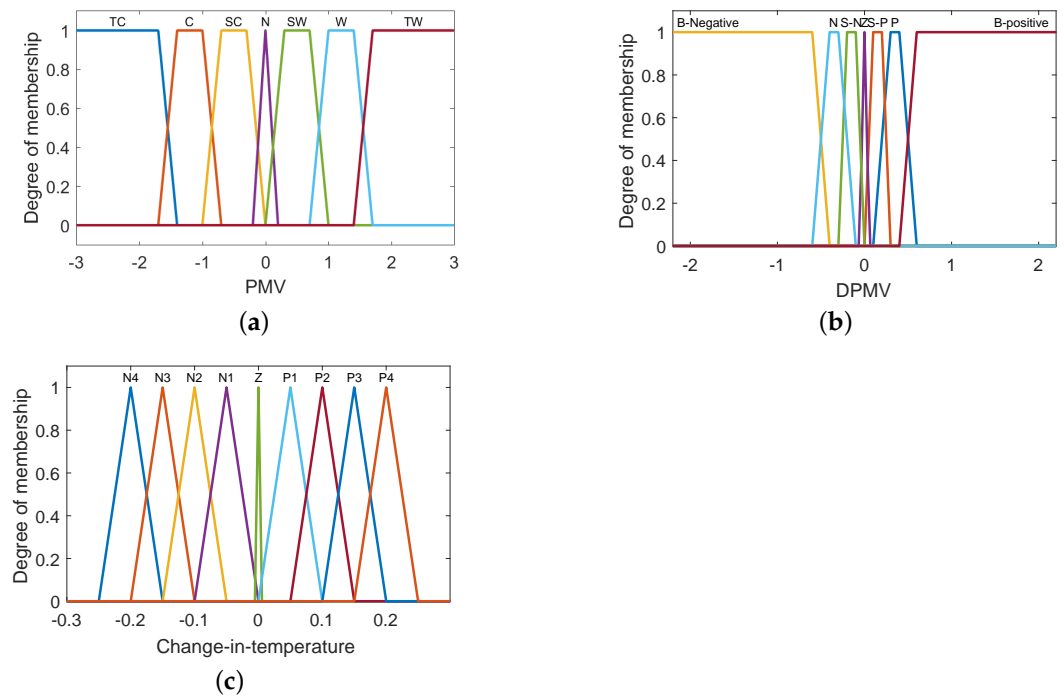 TC C SC N SW W TW
1
0.8
0.6
0.4
0.2
0
Degree of membership
-3 -2 -1 0 1 2 3
PMV
(a)
B-Negative N S-N Z S-P P B-positive
1
0.8
0.6
0.4
0.2
0
Degree of membership
-2 -1 0 1 2
DPMV
(b)
N4 N3 N2 N1 Z P1 P2 P3 P4
1
0.8
0.6
0.4
0.2
0
Degree of membership
-0.3 -0.2 -0.1 0 0.1 0.2
Change-in-temperature
(c)